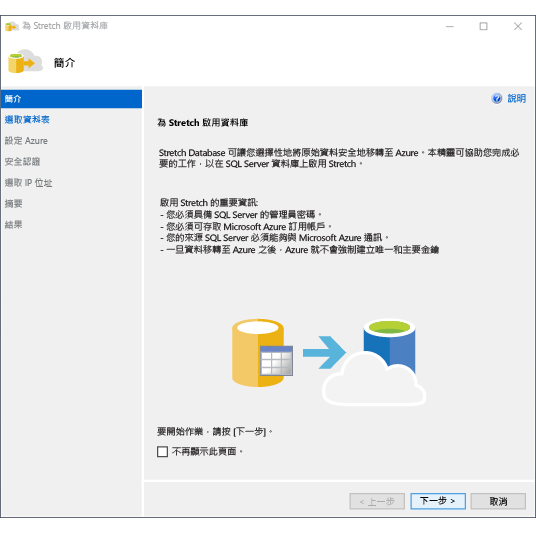 為 Stretch 啟用資料庫
簡介
簡介
選取資料表
設定 Azure
安全認證
選取 IP 位址
摘要
結果
說明
為 Stretch 啟用資料庫
Stretch Database 可讓您選擇性地將原始資料安全地移轉至 Azure。本精靈可協助您完成必
要的工作，以在 SQL Server 資料庫上啟用 Stretch。
啟用 Stretch 的重要資訊:
- 您必須具備 SQL Server 的管理員密碼。
- 您必須可存取 Microsoft Azure 訂用帳戶。
- 您的來源 SQL Server 必須能夠與 Microsoft Azure 通訊。
- 一旦資料移轉至 Azure 之後，Azure 就不會強制建立唯一和主要金鑰
要開始作業，請按 [下一步]。
不再顯示此頁面。
< 上一步
下一步 >
取消